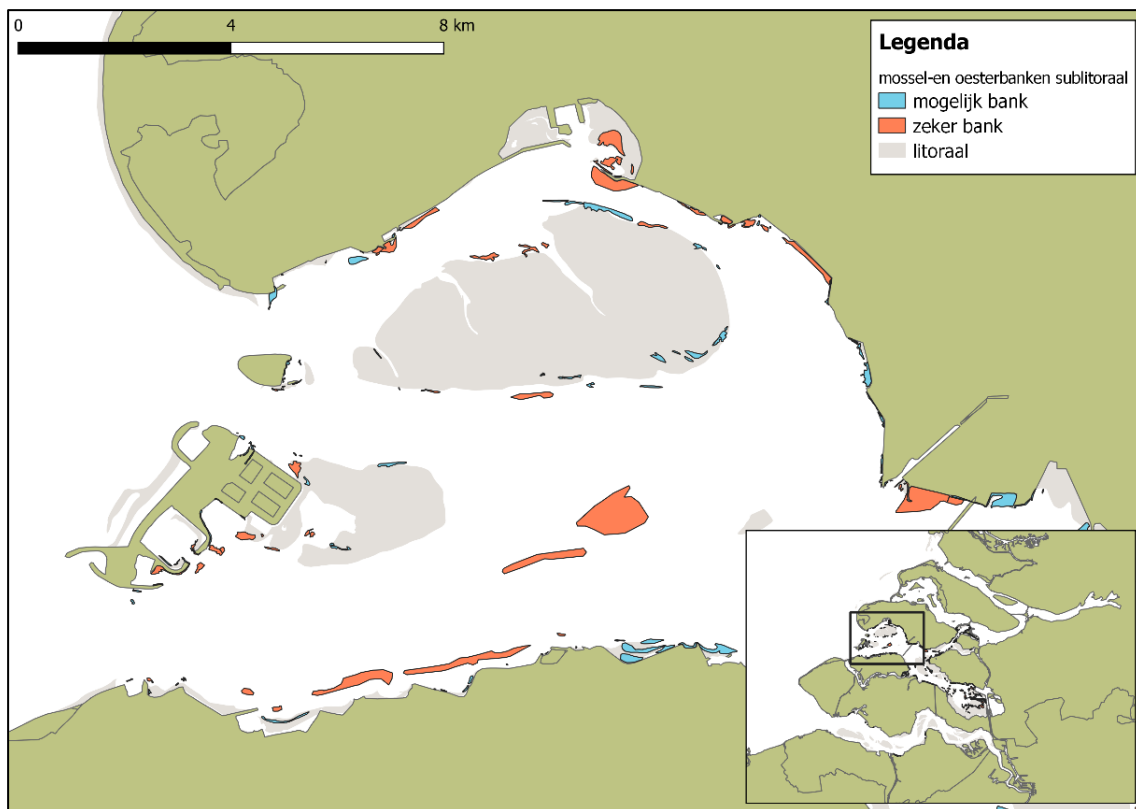 0 4 8 km
Legenda
mossel-en oesterbanken sublitoraal
mogelijk bank
zeker bank
litoraal